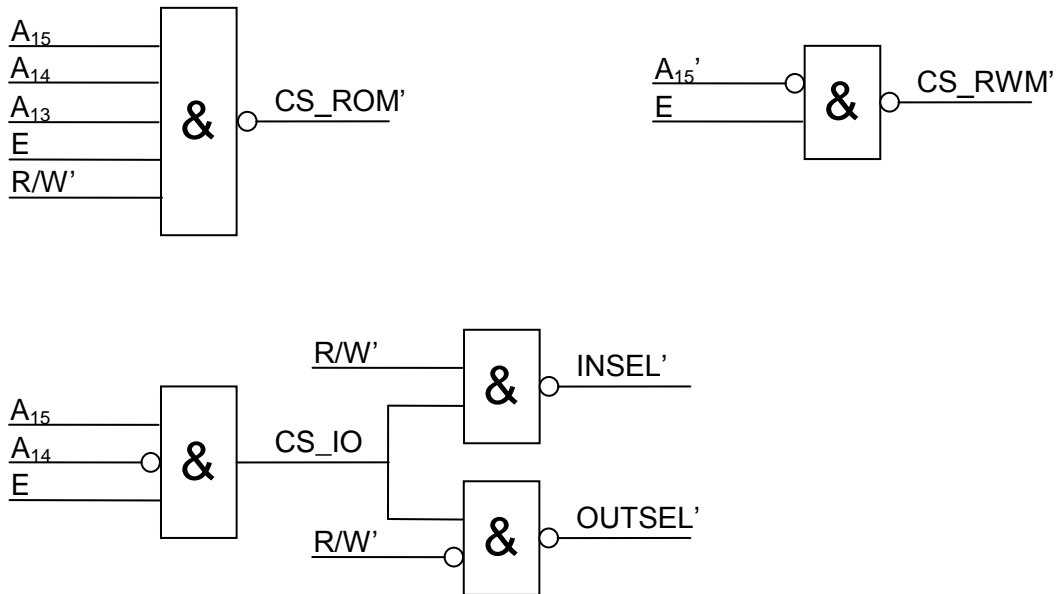 A₁₅
A₁₄
A₁₃
E
R/W’
&
CS_ROM’
A₁₅’
E
&
CS_RWM’
A₁₅
A₁₄
E
&
CS_IO
R/W’
&
INSEL’
R/W’
&
OUTSEL’